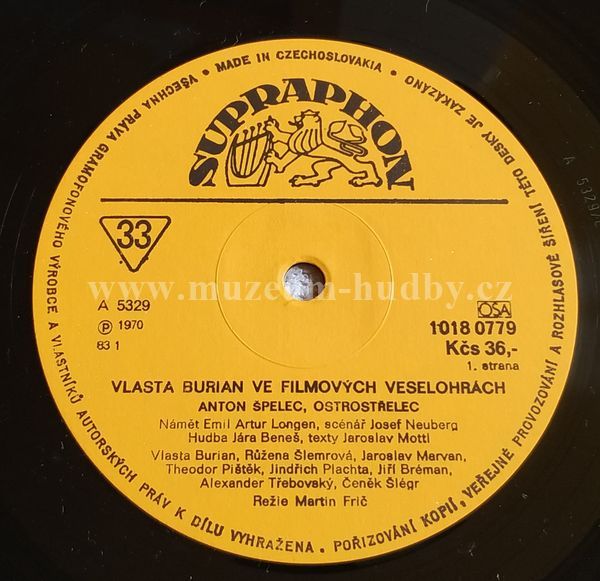 VŠECHNA PRÁVA GRAMOFONOVÉHO VÝROBCE A VLASTNÍKŮ AUTORSKÝCH PRÁV K DÍLU VYHRAŽENA. POŘIZOVÁNÍ KOPIÍ, VEŘEJNÉ PROVOZOVÁNÍ A ROZHLASOVÉ ŠÍŘENÍ TÉTO DESKY JE ZAKÁZÁNO • MADE IN CZECHOSLOVAKIA •
SUPRAPHON
33
www.muzeum-hudby.cz
A 5329
Ⓟ 1970
83 1
OSA
1018 0779
Kčs 36,-
1. strana
VLASTA BURIAN VE FILMOVÝCH VESELOHRÁCH
ANTON ŠPELEC, OSTROSTŘELEC
Námět Emil Artur Longen, scénář Josef Neuberg
Hudba Jára Beneš, texty Jaroslav Mottl
Vlasta Burian, Růžena Šlemrová, Jaroslav Marvan,
Theodor Pištěk, Jindřich Plachta, Jiří Bréman,
Alexander Třebovský, Čeněk Šlégr
Režie Martin Frič